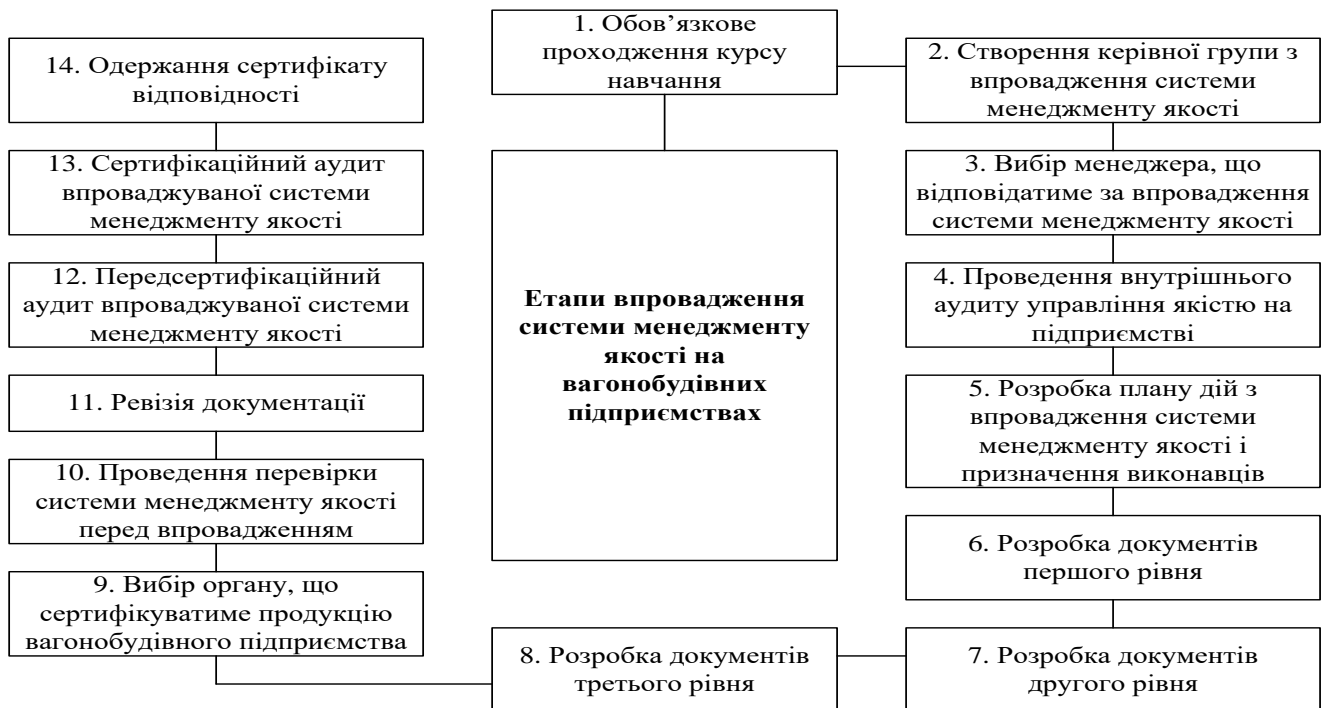 1. Обов’язкове
проходження курсу
навчання
2. Створення керівної групи з
впровадження системи
менеджменту якості
3. Вибір менеджера, що
відповідатиме за впровадження
системи менеджменту якості
4. Проведення внутрішнього
аудиту управління якістю на
підприємстві
5. Розробка плану дій з
впровадження системи
менеджменту якості і
призначення виконавців
6. Розробка документів
першого рівня
7. Розробка документів
другого рівня
8. Розробка документів
третього рівня
9. Вибір органу, що
сертифікуватиме продукцію
вагонобудівного підприємства
10. Проведення перевірки
системи менеджменту якості
перед впровадженням
11. Ревізія документації
12. Передсертифікаційний
аудит впроваджуваної системи
менеджменту якості
13. Сертифікаційний аудит
впроваджуваної системи
менеджменту якості
14. Одержання сертифікату
відповідності
Етапи впровадження
системи менеджменту
якості на
вагонобудівних
підприємствах